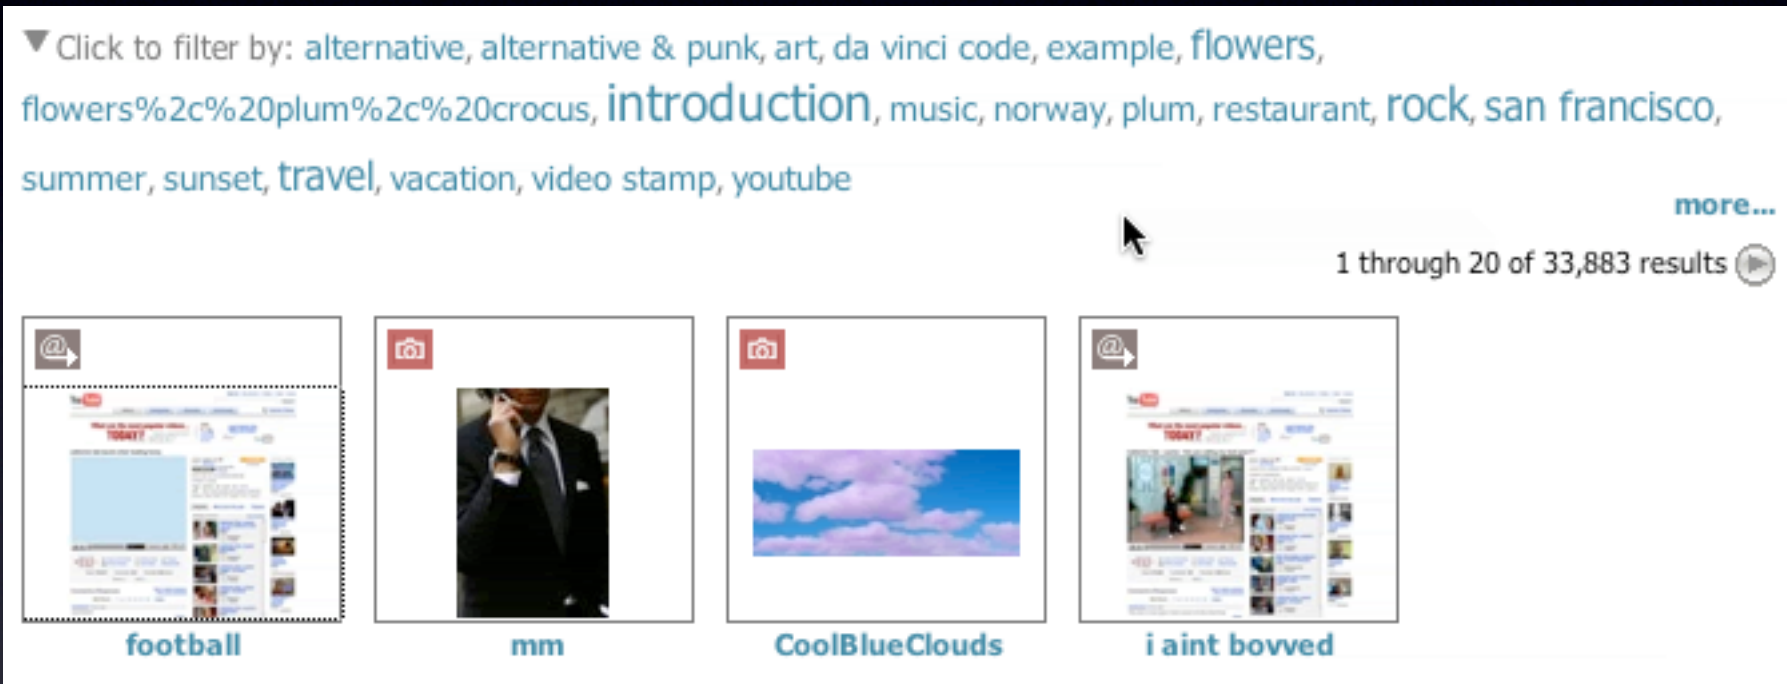 Click to filter by: alternative, alternative & punk, art, da vinci code, example, flowers,
flowers%2c%20plum%2c%20crocus, introduction, music, norway, plum, restaurant, rock, san francisco,
summer, sunset, travel, vacation, video stamp, youtube
more...
1 through 20 of 33,883 results
@ @
TODAY? TODAY?
football mm CoolBlueClouds i aint bovved